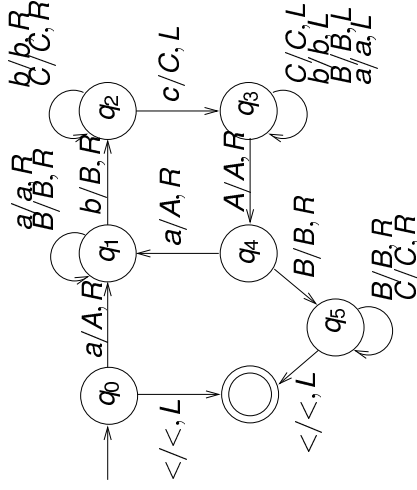 a/a, R
B/B, R
b/b, R
C/C, R
a/A, R
b/B, R
q0
q1
q2
</<, L
a/A, R
c/C, L
A/A, R
q4
q3
C/C, L
b/b, L
B/B, L
a/a, L
B/B, R
</<, L
q5
B/B, R
C/C, R